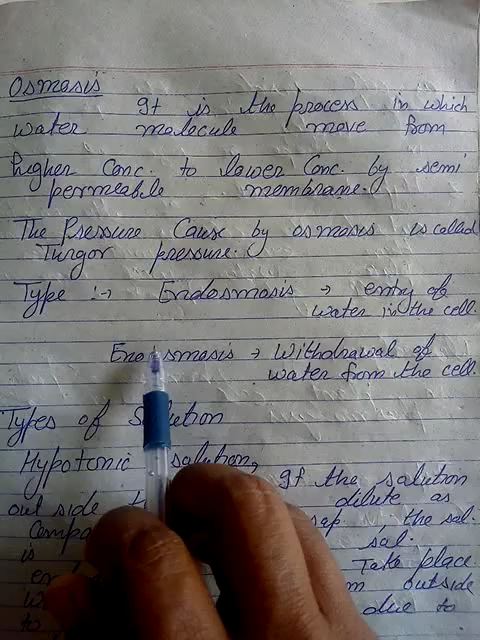 Osmosis
It is the process in which
water molecule move from
higher Conc. to lower Conc. by semi
permeable membrane.
The Pressure Cause by osmosis is called
Turgor pressure.
Type :-> Endosmosis → entry of
water in the cell.
Exosmosis → Withdrawal of
water from the cell.
Types of Solution
Hypotonic solution, If the solution
out side dilute as
sap, the sol.
is sol.
Take place
outside
due to
to